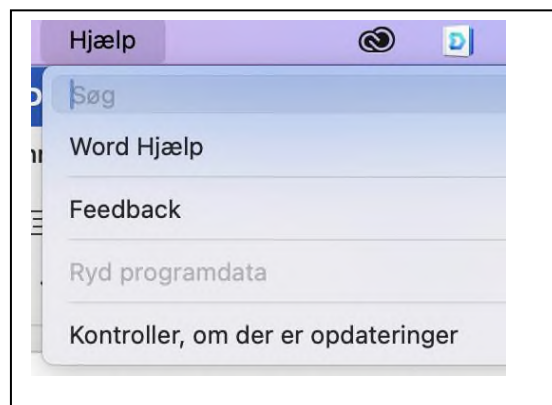 Hjælp
Søg
Word Hjælp
Feedback
Ryd programdata
Kontroller, om der er opdateringer